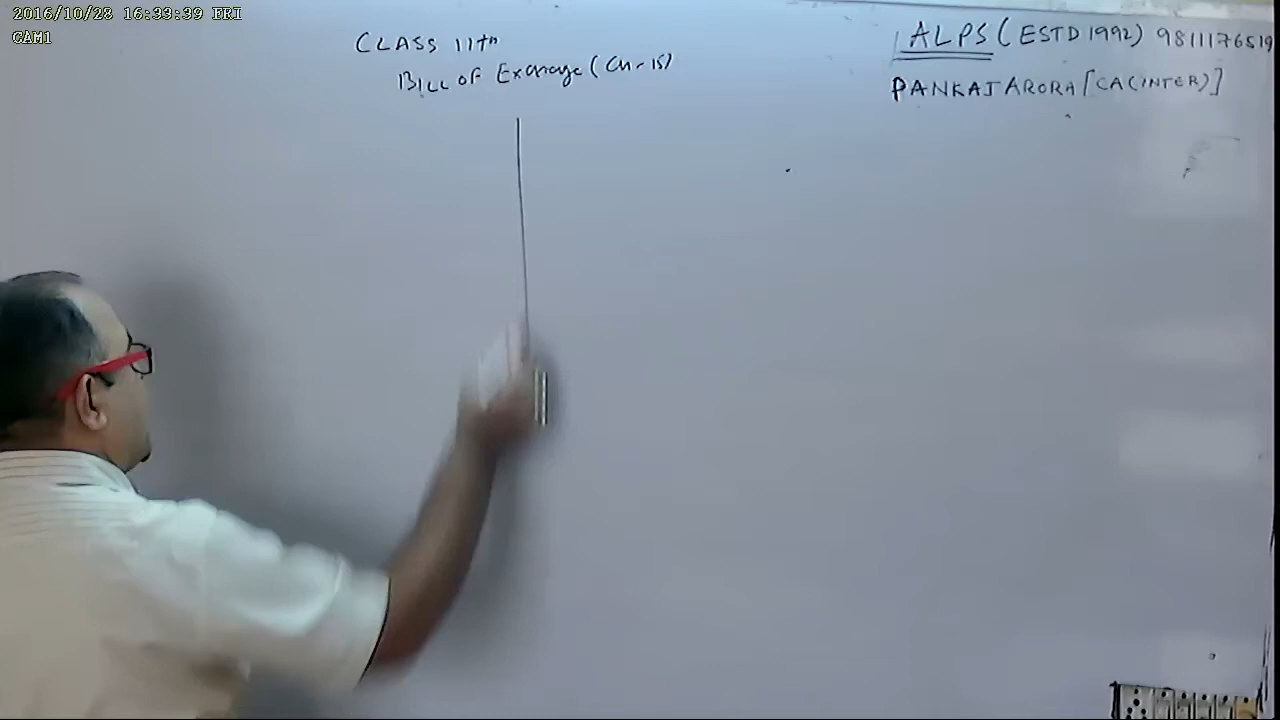 2016/10/28 16:39:39 FRI
CAM1
CLASS 11th
BILL OF Exchange (CH-15)
ALPS (ESTD 1992) 9811176519
PANKAJ ARORA [CA(INTER)]